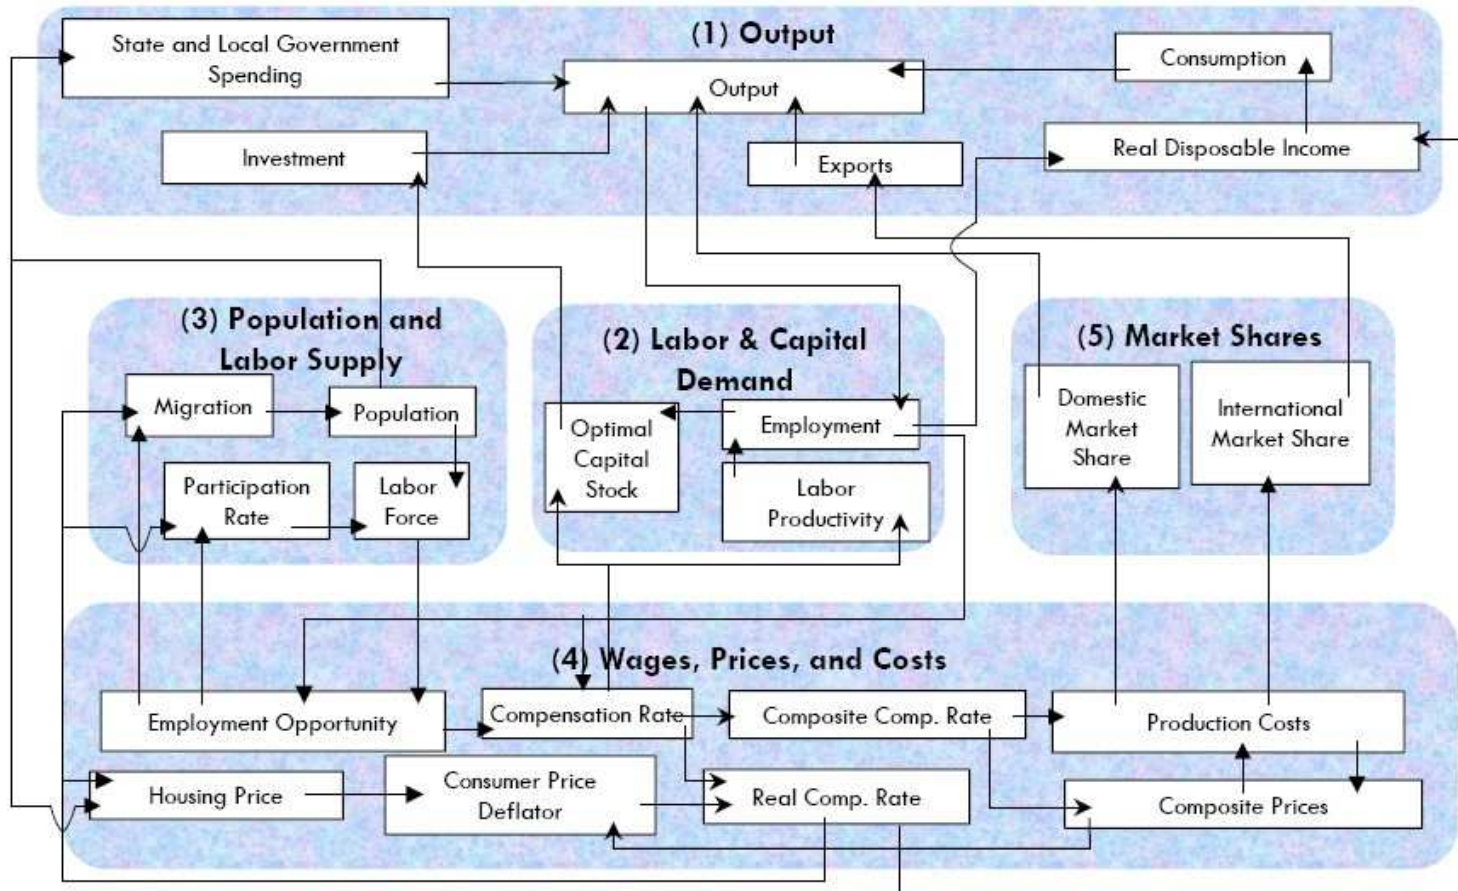 (1) Output
State and Local Government
Spending
Output
Consumption
Investment
Exports
Real Disposable Income
(3) Population and
Labor Supply
Migration
Population
Participation
Rate
Labor
Force
(2) Labor & Capital
Demand
Optimal
Capital
Stock
Employment
Labor
Productivity
(5) Market Shares
Domestic
Market
Share
International
Market Share
(4) Wages, Prices, and Costs
Employment Opportunity
Compensation Rate
Composite Comp. Rate
Production Costs
Housing Price
Consumer Price
Deflator
Real Comp. Rate
Composite Prices